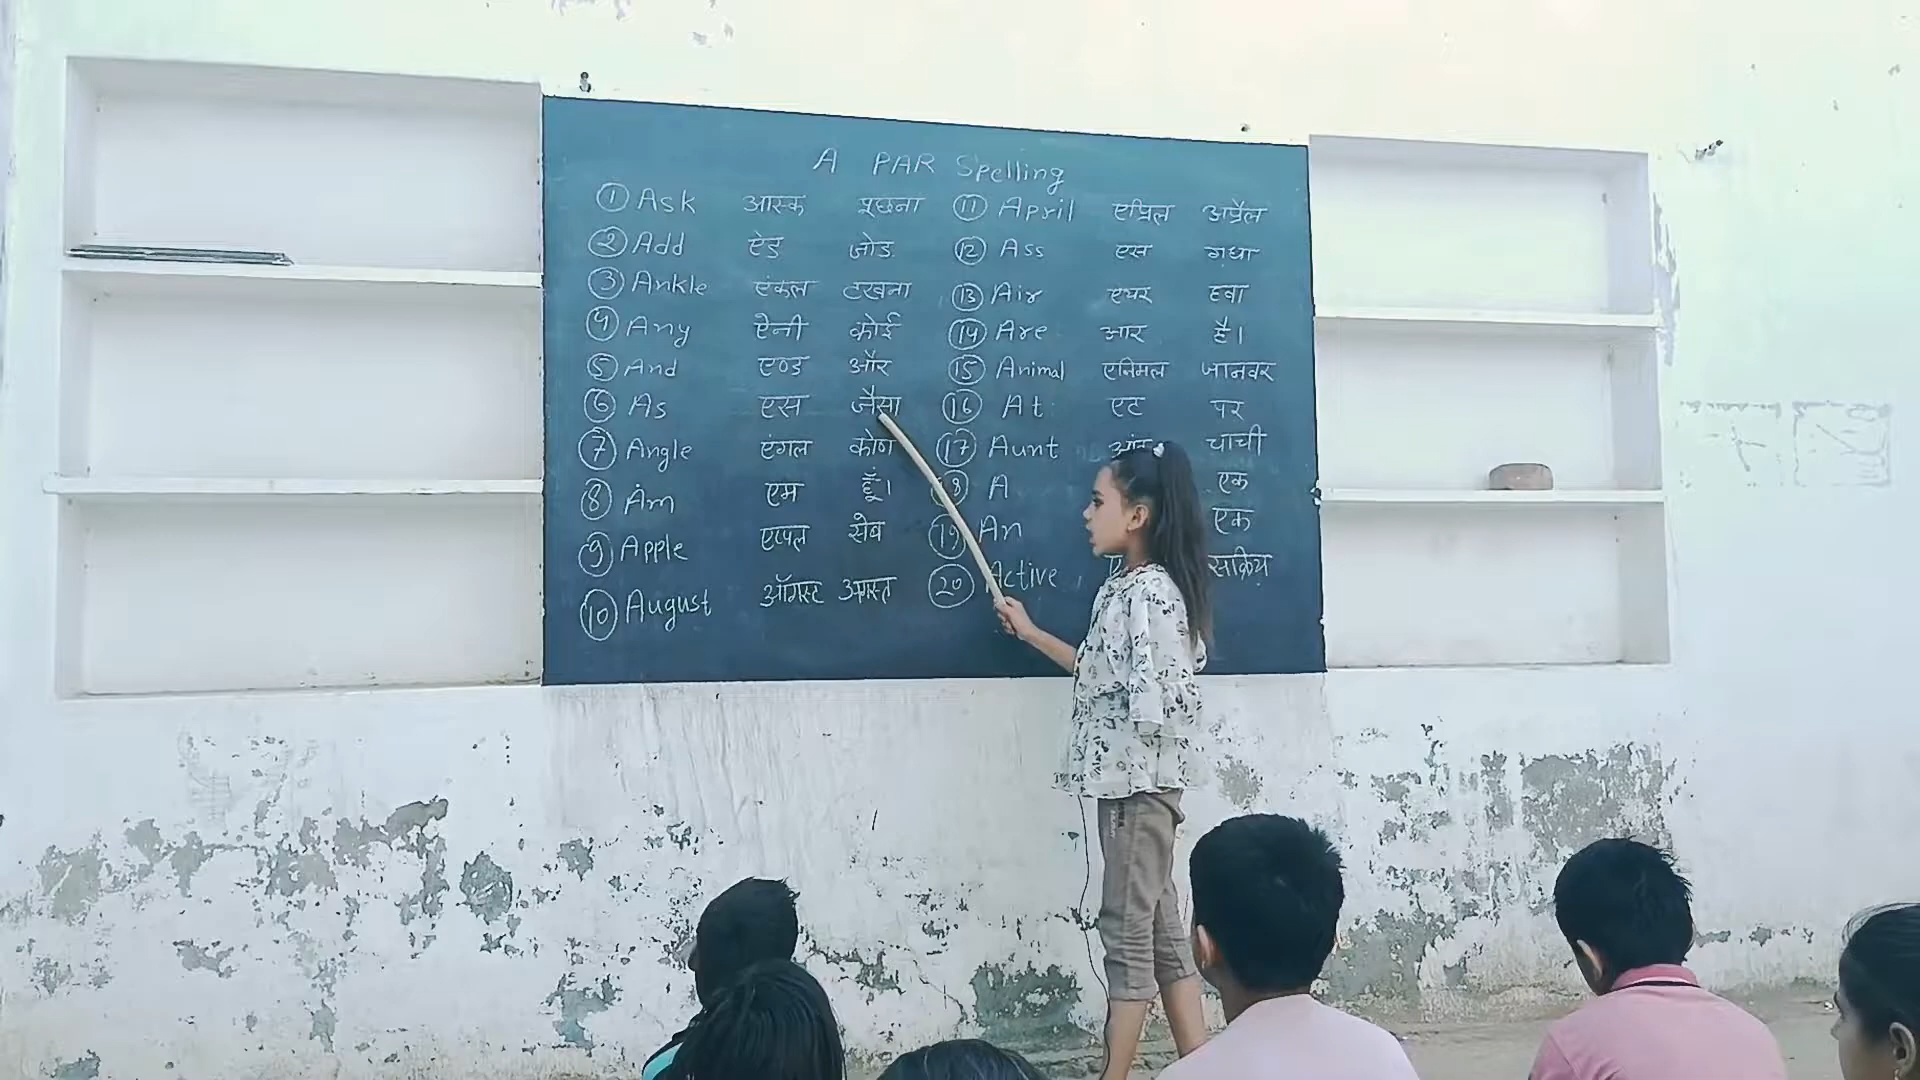 A PAR Spelling
① Ask आस्क पूछना
② Add ऐड जोड
③ Ankle एंकल टखना
④ Any ऐनी कोई
⑤ And एण्ड और
⑥ As एस जैसा
⑦ Angle एंगल कोण
⑧ Am एम हूँ।
⑨ Apple एप्पल सेब
⑩ August ऑगस्ट अगस्त
⑪ April एप्रिल अप्रैल
⑫ Ass एस गधा
⑬ Air एयर हवा
⑭ Are आर है।
⑮ Animal एनिमल जानवर
⑯ At एट पर
⑰ Aunt चाची
⑱ A एक
⑲ An एक
⑳ Active सक्रिय